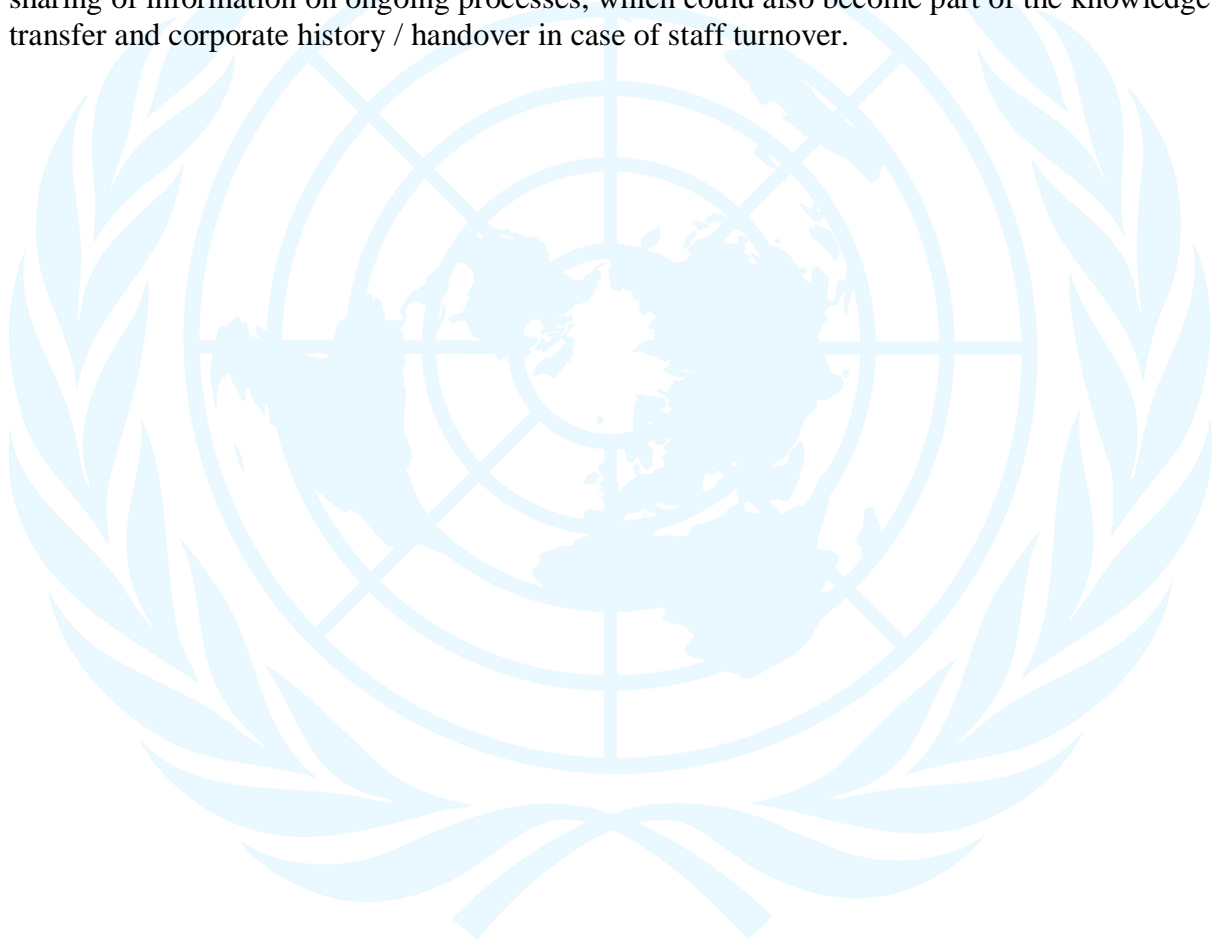 sharing of information on ongoing processes, which could also become part of the knowledge
transfer and corporate history / handover in case of staff turnover.